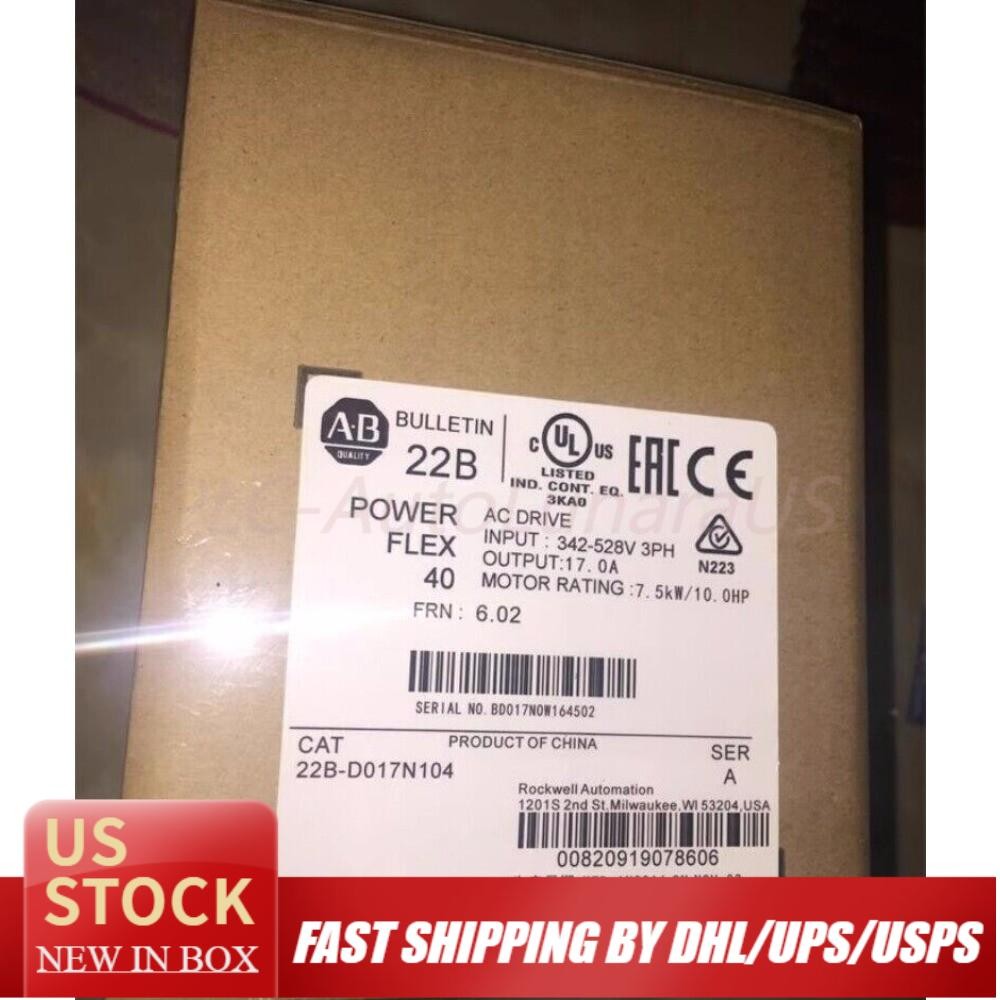 A·B
QUALITY
BULLETIN
22B
C UL US
LISTED
IND. CONT. EQ.
3KA0
EAC CE
N223
POWER
FLEX
40
AC DRIVE
INPUT : 342-528V 3PH
OUTPUT:17.0A
MOTOR RATING :7.5kW/10.0HP
FRN : 6.02
SERIAL NO. BD017N0W164502
PRODUCT OF CHINA
CAT
22B-D017N104
SER
A
Rockwell Automation
1201S 2nd St.Milwaukee.WI 53204,USA
00820919078606
US
STOCK
NEW IN BOX
FAST SHIPPING BY DHL/UPS/USPS